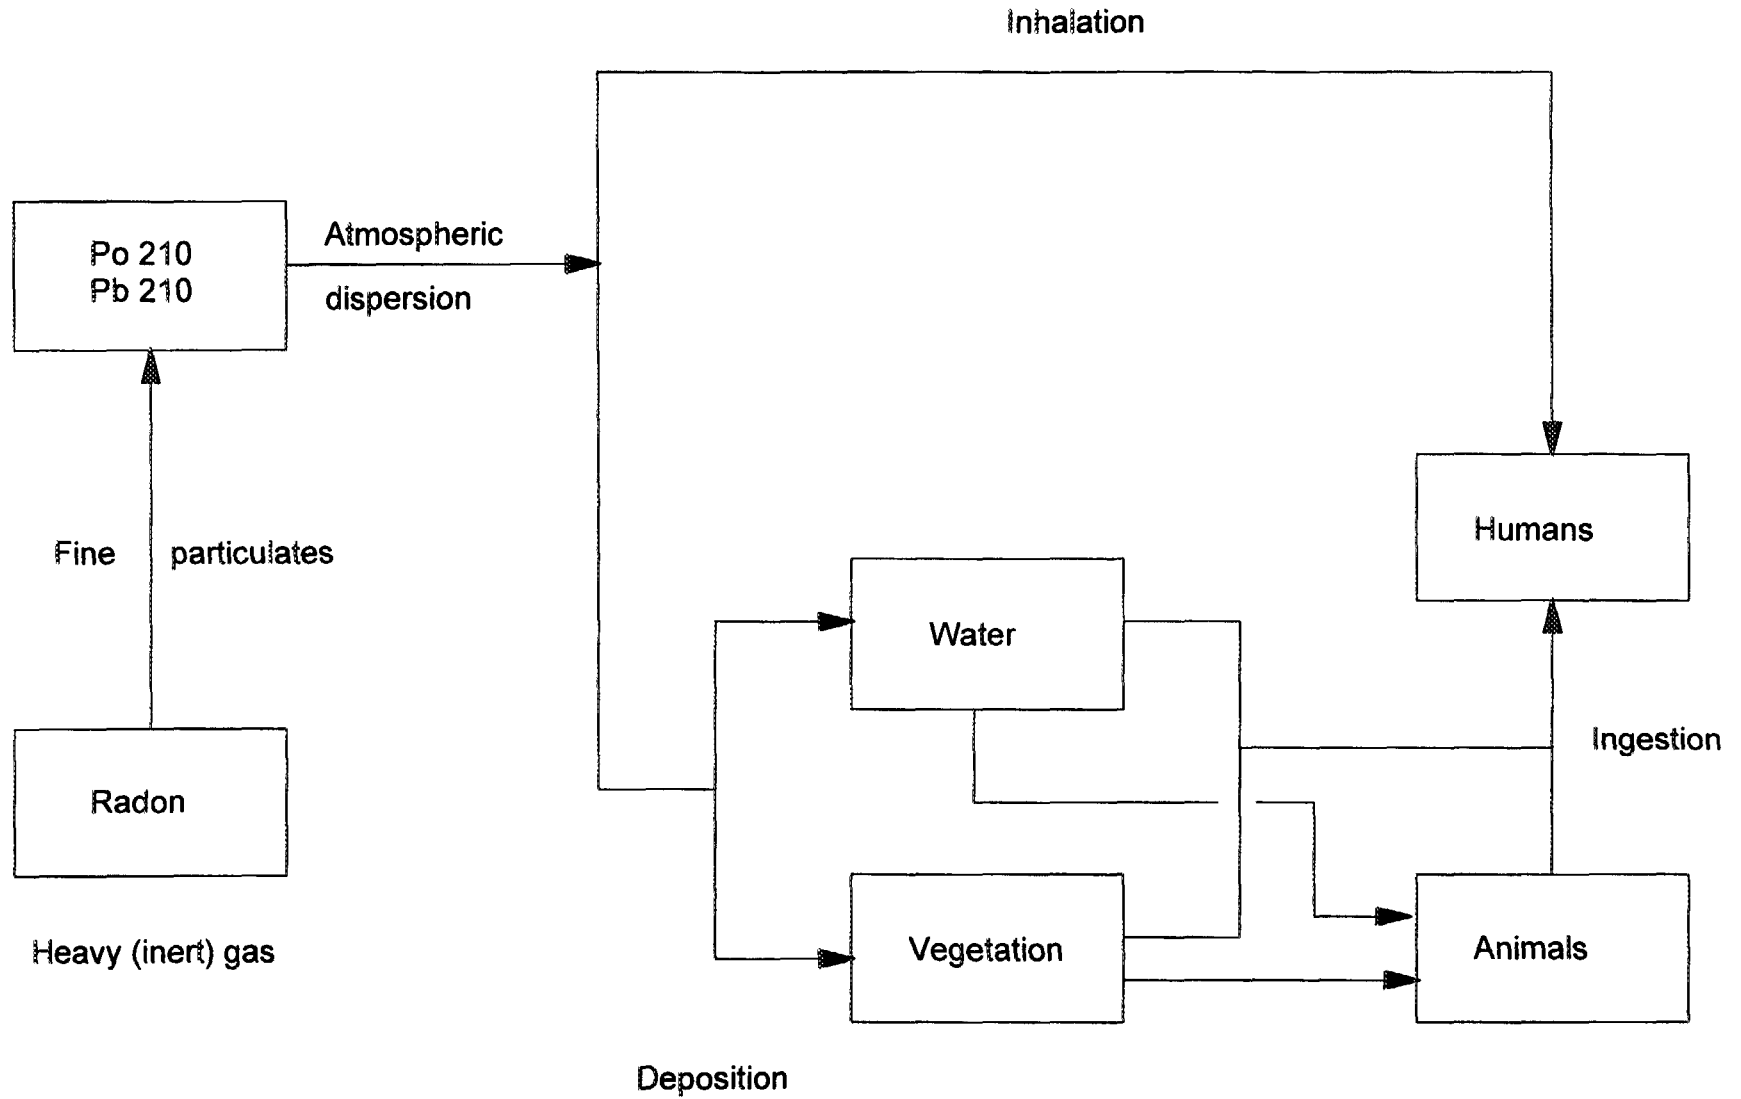 Inhalation
Po 210
Pb 210
Atmospheric
dispersion
Humans
Fine particulates
Water
Ingestion
Radon
Heavy (inert) gas
Vegetation
Animals
Deposition